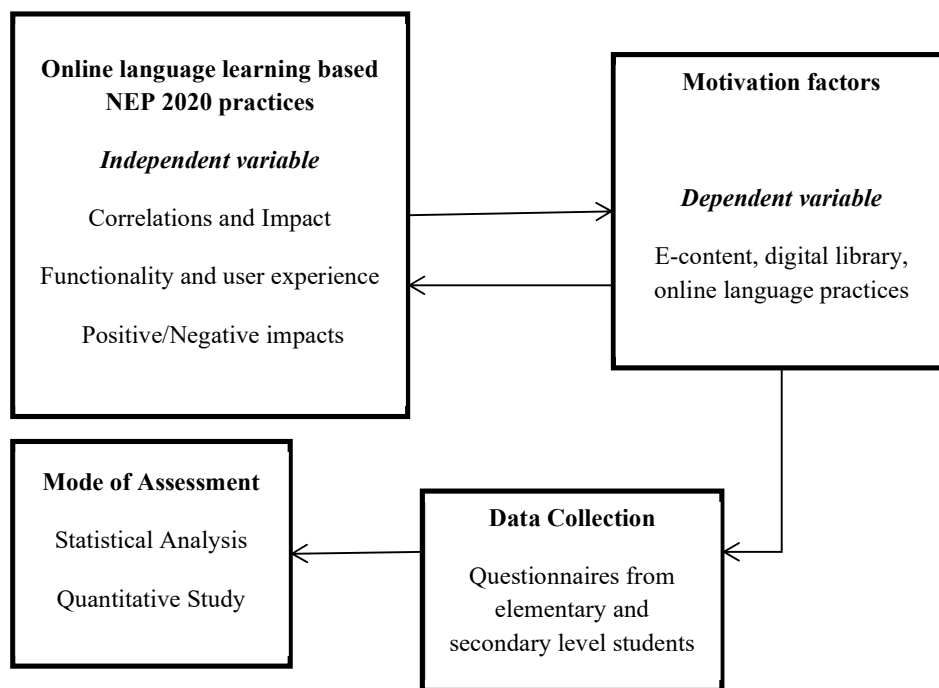 Online language learning based
NEP 2020 practices
Independent variable
Correlations and Impact
Functionality and user experience
Positive/Negative impacts
Motivation factors
Dependent variable
E-content, digital library,
online language practices
Mode of Assessment
Statistical Analysis
Quantitative Study
Data Collection
Questionnaires from
elementary and
secondary level students